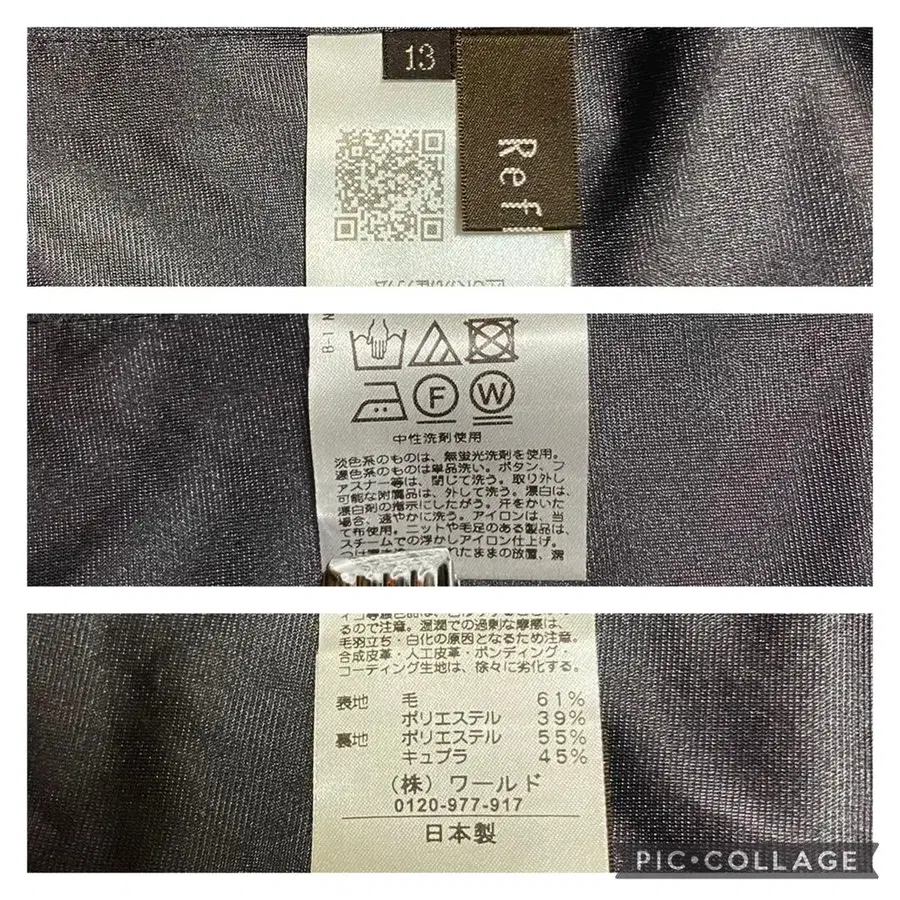 13
Refl
B-1 N
F
W
中性洗剤使用
淡色系のものは、無蛍光洗剤を使用。
濃色系のものは単品洗い。ボタン、フ
ァスナー等は、閉じて洗う。取り外し
可能な附属品は、外して洗う。漂白は、
漂白剤の指示にしたがう。汗をかいた
場合、速やかに洗う。アイロンは、当
て布使用。ニットや毛足のある製品は、
スチームでの浮かしアイロン仕上げ。
たままの放置、濡
るので注意。湿潤での過剰な摩擦は、
毛羽立ち・白化の原因となるため注意。
合成皮革・人工皮革・ボンディング・
コーティング生地は、徐々に劣化する。
表地 毛 61%
ポリエステル 39%
裏地 ポリエステル 55%
キュプラ 45%
(株)ワールド
0120-977-917
日本製
PIC•COLLAGE